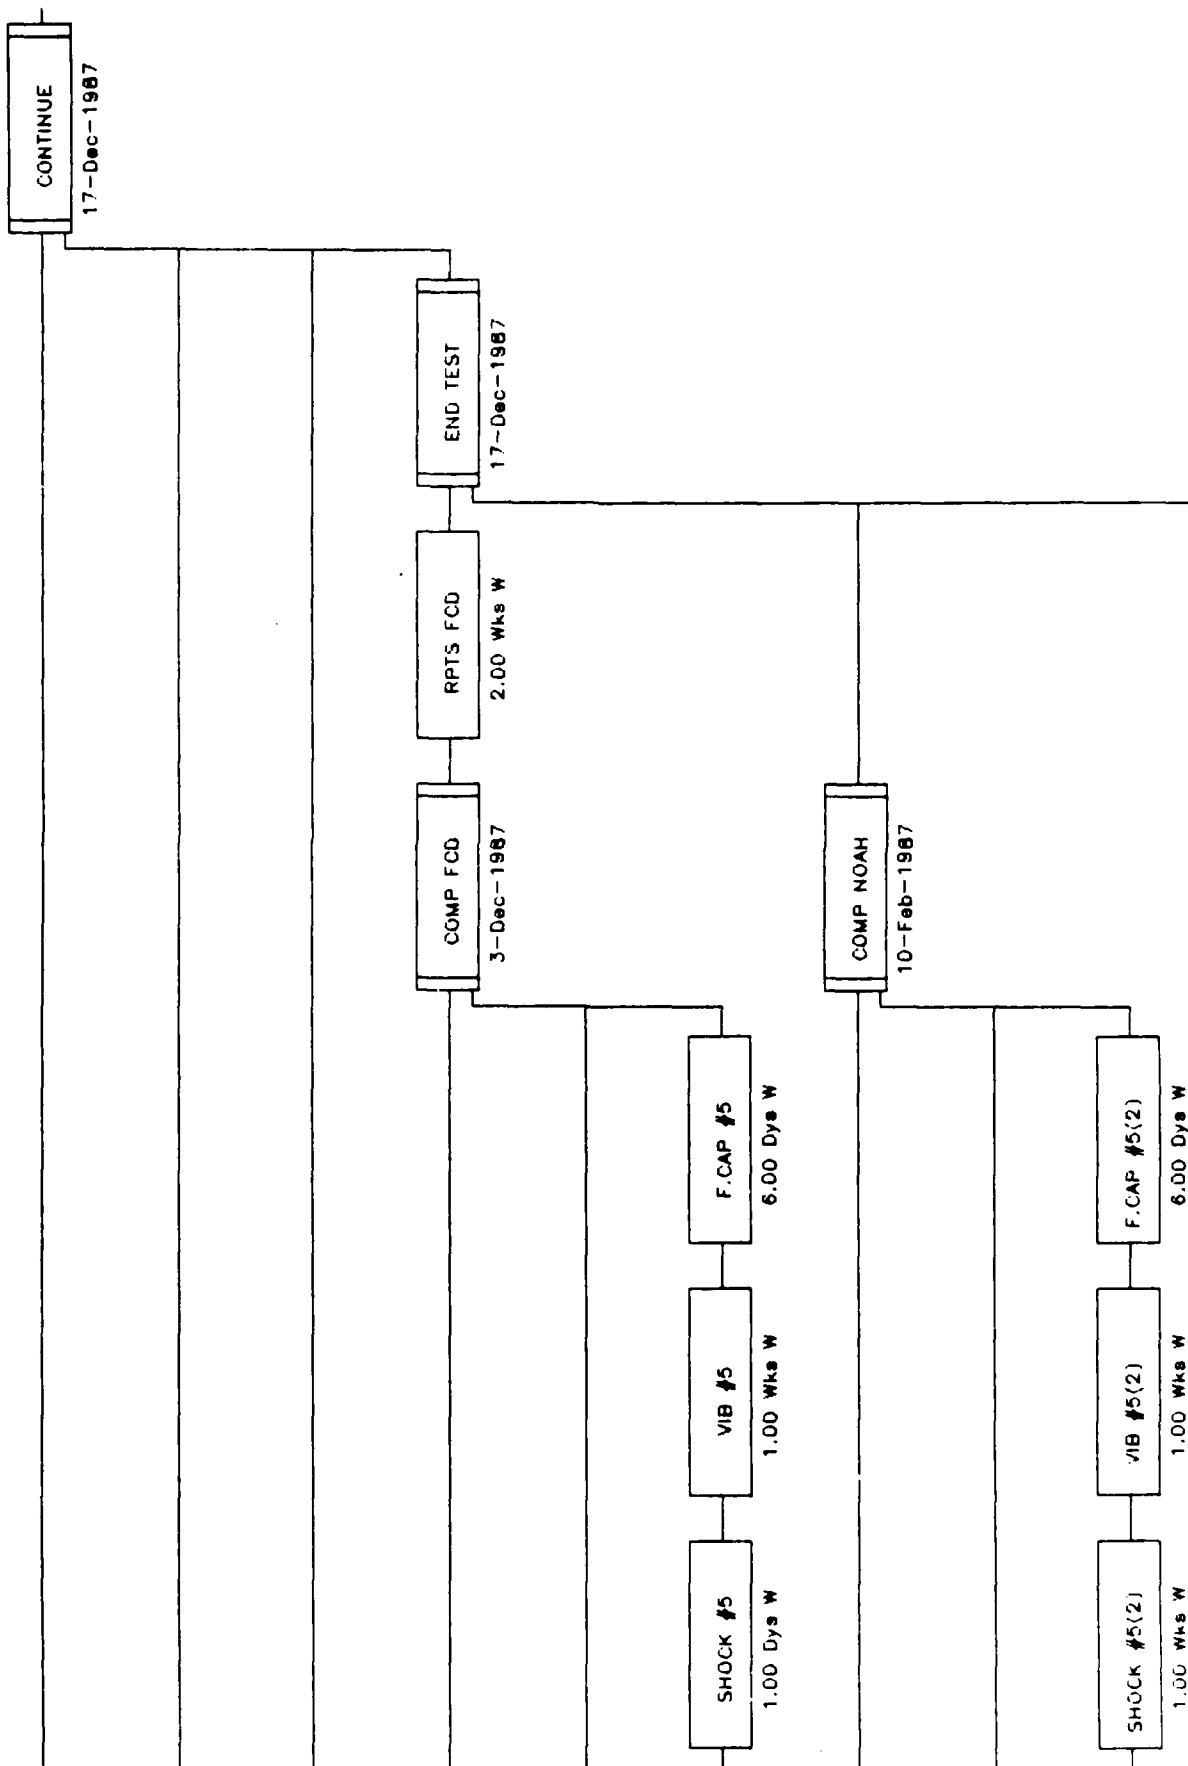 CONTINUE
17-Dec-1987
COMP FCD
3-Dec-1987
RPTS FCD
2.00 Wks W
END TEST
17-Dec-1987
SHOCK #5
1.00 Dys W
VIB #5
1.00 Wks W
F.CAP #5
6.00 Dys W
COMP NOAH
10-Feb-1987
SHOCK #5(2)
1.00 Wks W
VIB #5(2)
1.00 Wks W
F.CAP #5(2)
6.00 Dys W